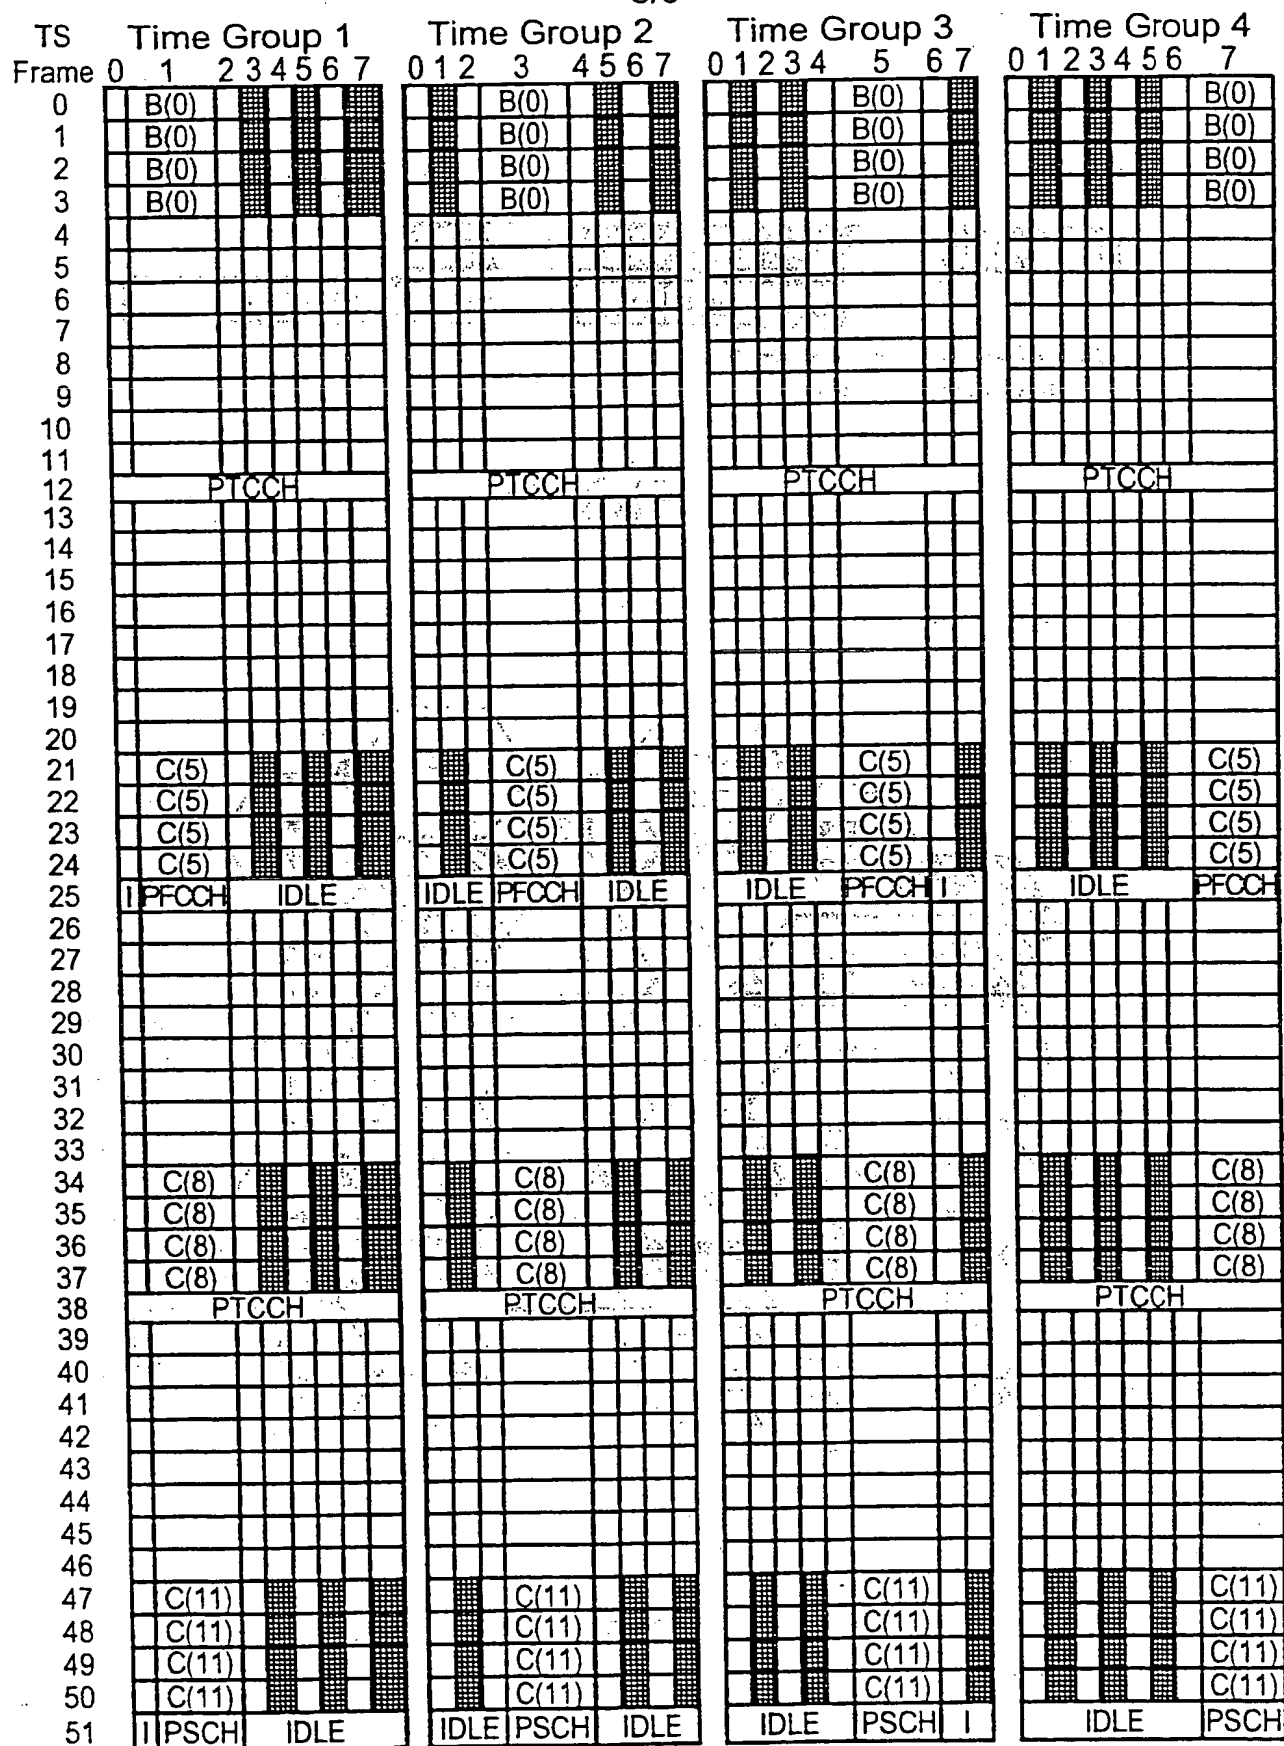 TS Time Group 1 Time Group 2 Time Group 3 Time Group 4
Frame 0 1 2 3 4 5 6 7 0 1 2 3 4 5 6 7 0 1 2 3 4 5 6 7 0 1 2 3 4 5 6 7
0 B(0) B(0) B(0) B(0)
1 B(0) B(0) B(0) B(0)
2 B(0) B(0) B(0) B(0)
3 B(0) B(0) B(0) B(0)
4
5
6
7
8
9
10
11
12 PTCCH PTCCH PTCCH PTCCH
13
14
15
16
17
18
19
20
21 C(5) C(5) C(5) C(5)
22 C(5) C(5) C(5) C(5)
23 C(5) C(5) C(5) C(5)
24 C(5) C(5) C(5) C(5)
25 I PFCCH IDLE IDLE PFCCH IDLE IDLE PFCCH I IDLE PFCCH
26
27
28
29
30
31
32
33
34 C(8) C(8) C(8) C(8)
35 C(8) C(8) C(8) C(8)
36 C(8) C(8) C(8) C(8)
37 C(8) C(8) C(8) C(8)
38 PTCCH PTCCH PTCCH PTCCH
39
40
41
42
43
44
45
46
47 C(11) C(11) C(11) C(11)
48 C(11) C(11) C(11) C(11)
49 C(11) C(11) C(11) C(11)
50 C(11) C(11) C(11) C(11)
51 I PSCH IDLE IDLE PSCH IDLE IDLE PSCH I IDLE PSCH